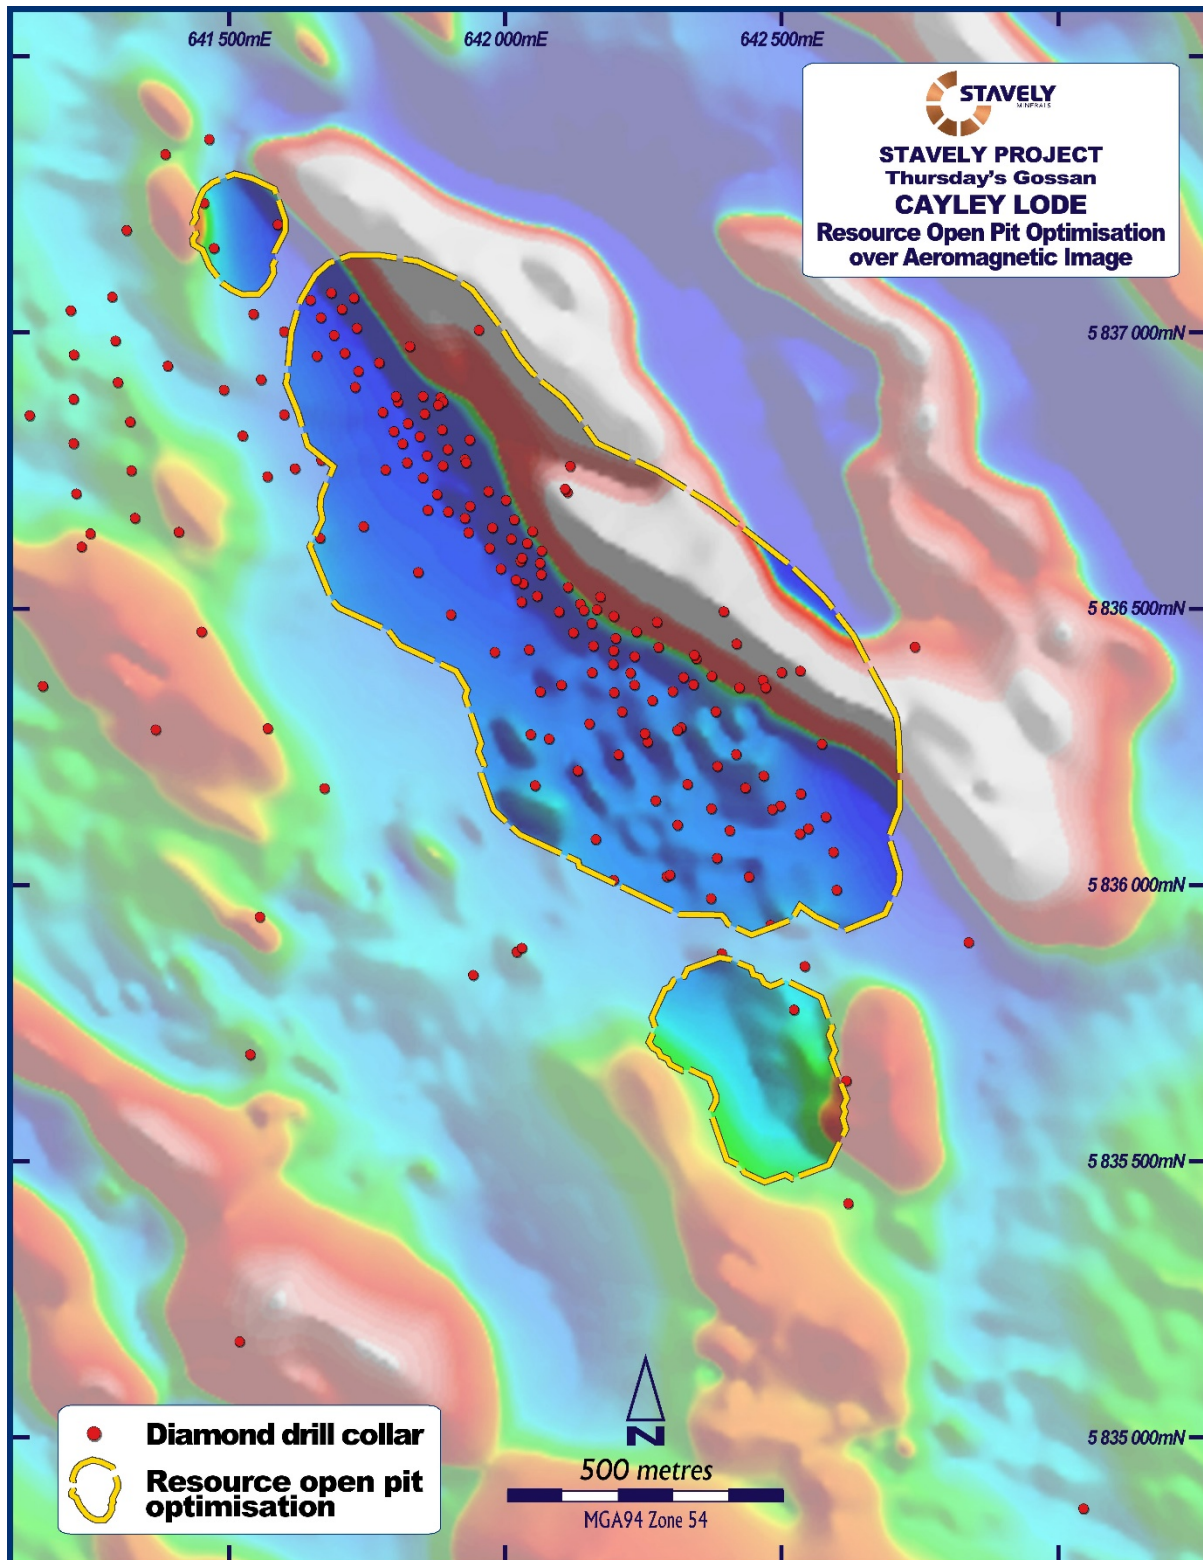 641 500mE
642 000mE
642 500mE
STAVELY
MINERALS
STAVELY PROJECT
Thursday's Gossan
CAYLEY LODE
Resource Open Pit Optimisation
over Aeromagnetic Image
5 837 000mN
5 836 500mN
5 836 000mN
5 835 500mN
5 835 000mN
Diamond drill collar
Resource open pit
optimisation
N
500 metres
MGA94 Zone 54